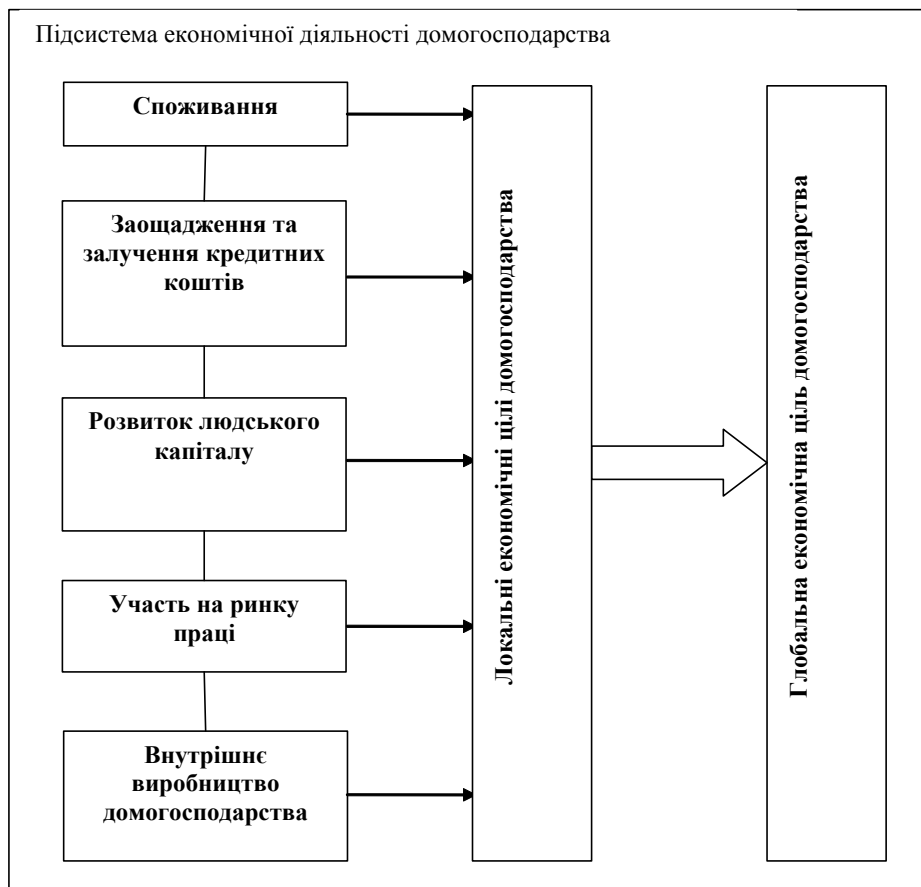 Підсистема економічної діяльності домогосподарства
Споживання
Заощадження та
залучення кредитних
коштів
Розвиток людського
капіталу
Участь на ринку
праці
Внутрішнє
виробництво
домогосподарства
Локальні економічні цілі домогосподарства
Глобальна економічна ціль домогосподарства